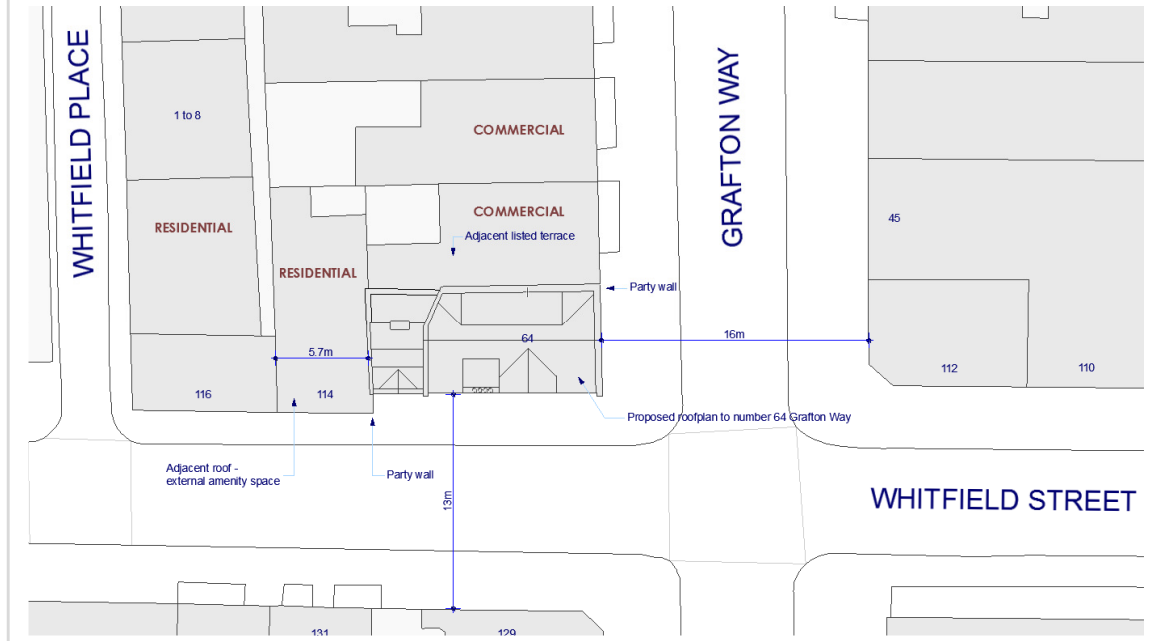 WHITFIELD PLACE
GRAFTON WAY
1 to 8
COMMERCIAL
RESIDENTIAL
COMMERCIAL
45
Adjacent listed terrace
RESIDENTIAL
Party wall
64
16m
5.7m
116
114
112
110
Proposed roofplan to number 64 Grafton Way
Adjacent roof -
external amenity space
Party wall
13m
WHITFIELD STREET
131
129